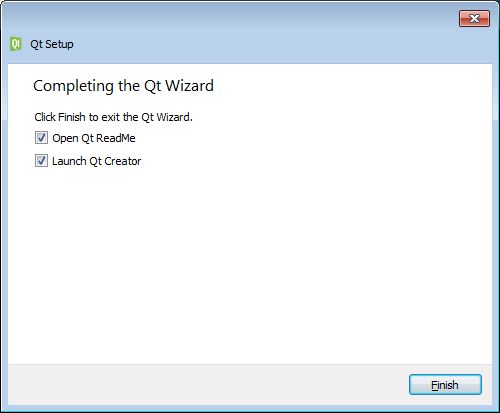 Qt Qt Setup
Completing the Qt Wizard
Click Finish to exit the Qt Wizard.
Open Qt ReadMe
Launch Qt Creator
Finish